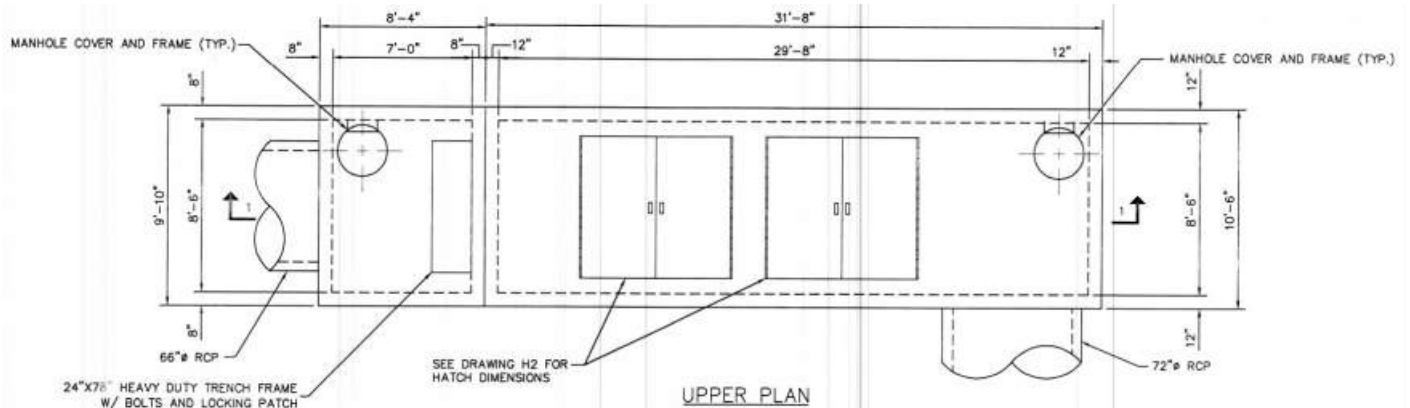 8'-4"
31'-8"
MANHOLE COVER AND FRAME (TYP.)
8"
7'-0"
8"
12"
29'-8"
12"
MANHOLE COVER AND FRAME (TYP.)
8"
12"
9'-10"
8'-6"
1
1
8'-6"
10'-6"
8"
12"
66"ø RCP
SEE DRAWING H2 FOR
HATCH DIMENSIONS
72"ø RCP
24"X78" HEAVY DUTY TRENCH FRAME
W/ BOLTS AND LOCKING PATCH
UPPER PLAN